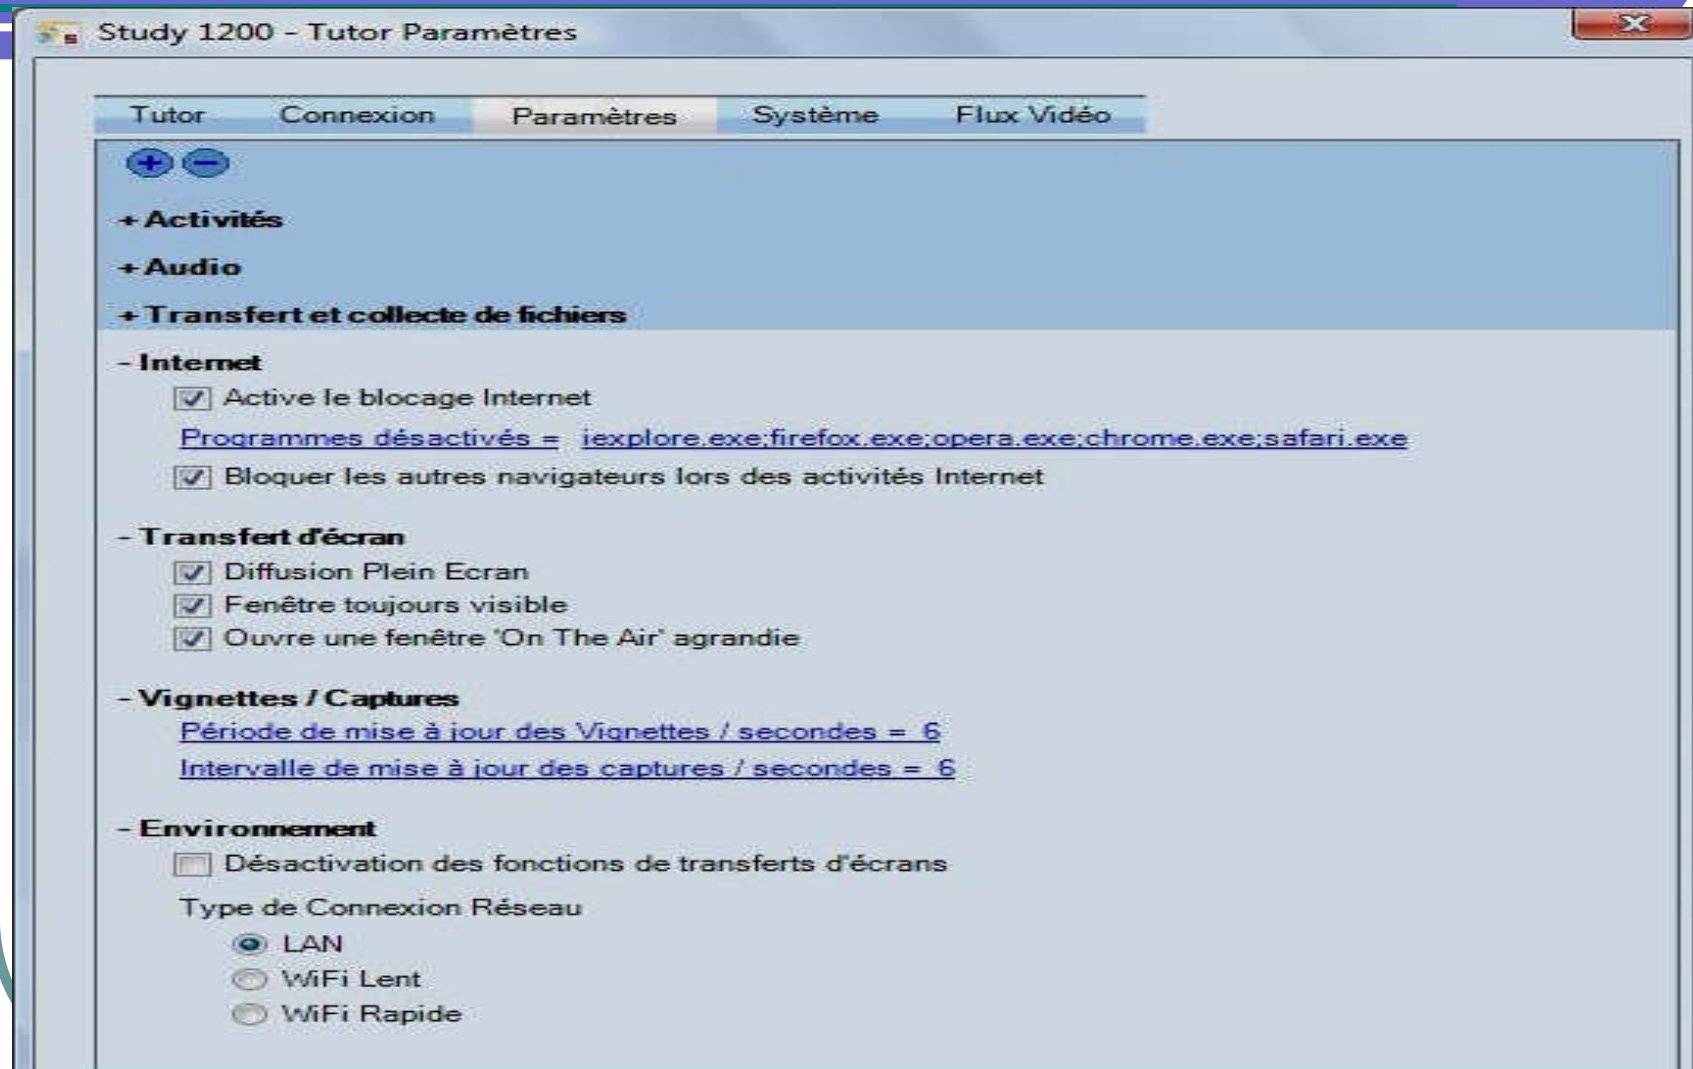 Study 1200 - Tutor Paramètres
Tutor Connexion Paramètres Système Flux Vidéo
+ Activités
+ Audio
+ Transfert et collecte de fichiers
- Internet
Active le blocage Internet
Programmes désactivés = iexplore.exe;firefox.exe;opera.exe;chrome.exe;safari.exe
Bloquer les autres navigateurs lors des activités Internet
- Transfert d'écran
Diffusion Plein Ecran
Fenêtre toujours visible
Ouvre une fenêtre 'On The Air' agrandie
- Vignettes / Captures
Période de mise à jour des Vignettes / secondes = 6
Intervalle de mise à jour des captures / secondes = 6
- Environnement
Désactivation des fonctions de transferts d'écrans
Type de Connexion Réseau
LAN
WiFi Lent
WiFi Rapide